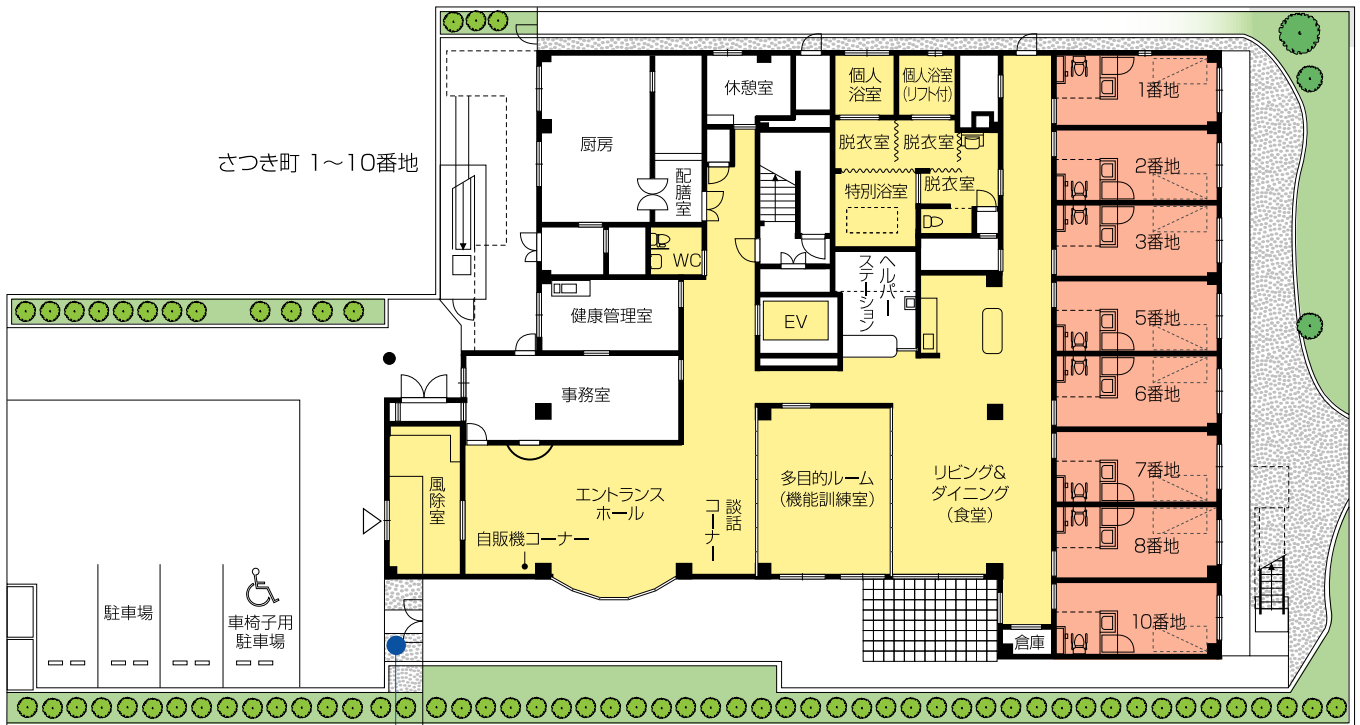 さつき町 1〜10番地
厨房
配膳室
休憩室
個人
浴室
個人浴室
(リフト付)
脱衣室
脱衣室
脱衣室
特別浴室
WC
健康管理室
事務室
EV
ヘルパー
ステーション
風除室
エントランス
ホール
自販機コーナー
談話
コーナー
多目的ルーム
(機能訓練室)
リビング&
ダイニング
(食堂)
倉庫
1番地
2番地
3番地
5番地
6番地
7番地
8番地
10番地
駐車場
車椅子用
駐車場